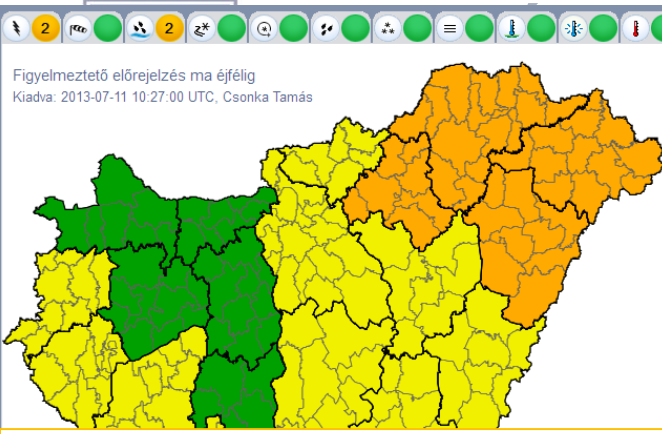 2 2
Figyelmeztető előrejelzés ma éjfélig
Kiadva: 2013-07-11 10:27:00 UTC, Csonka Tamás